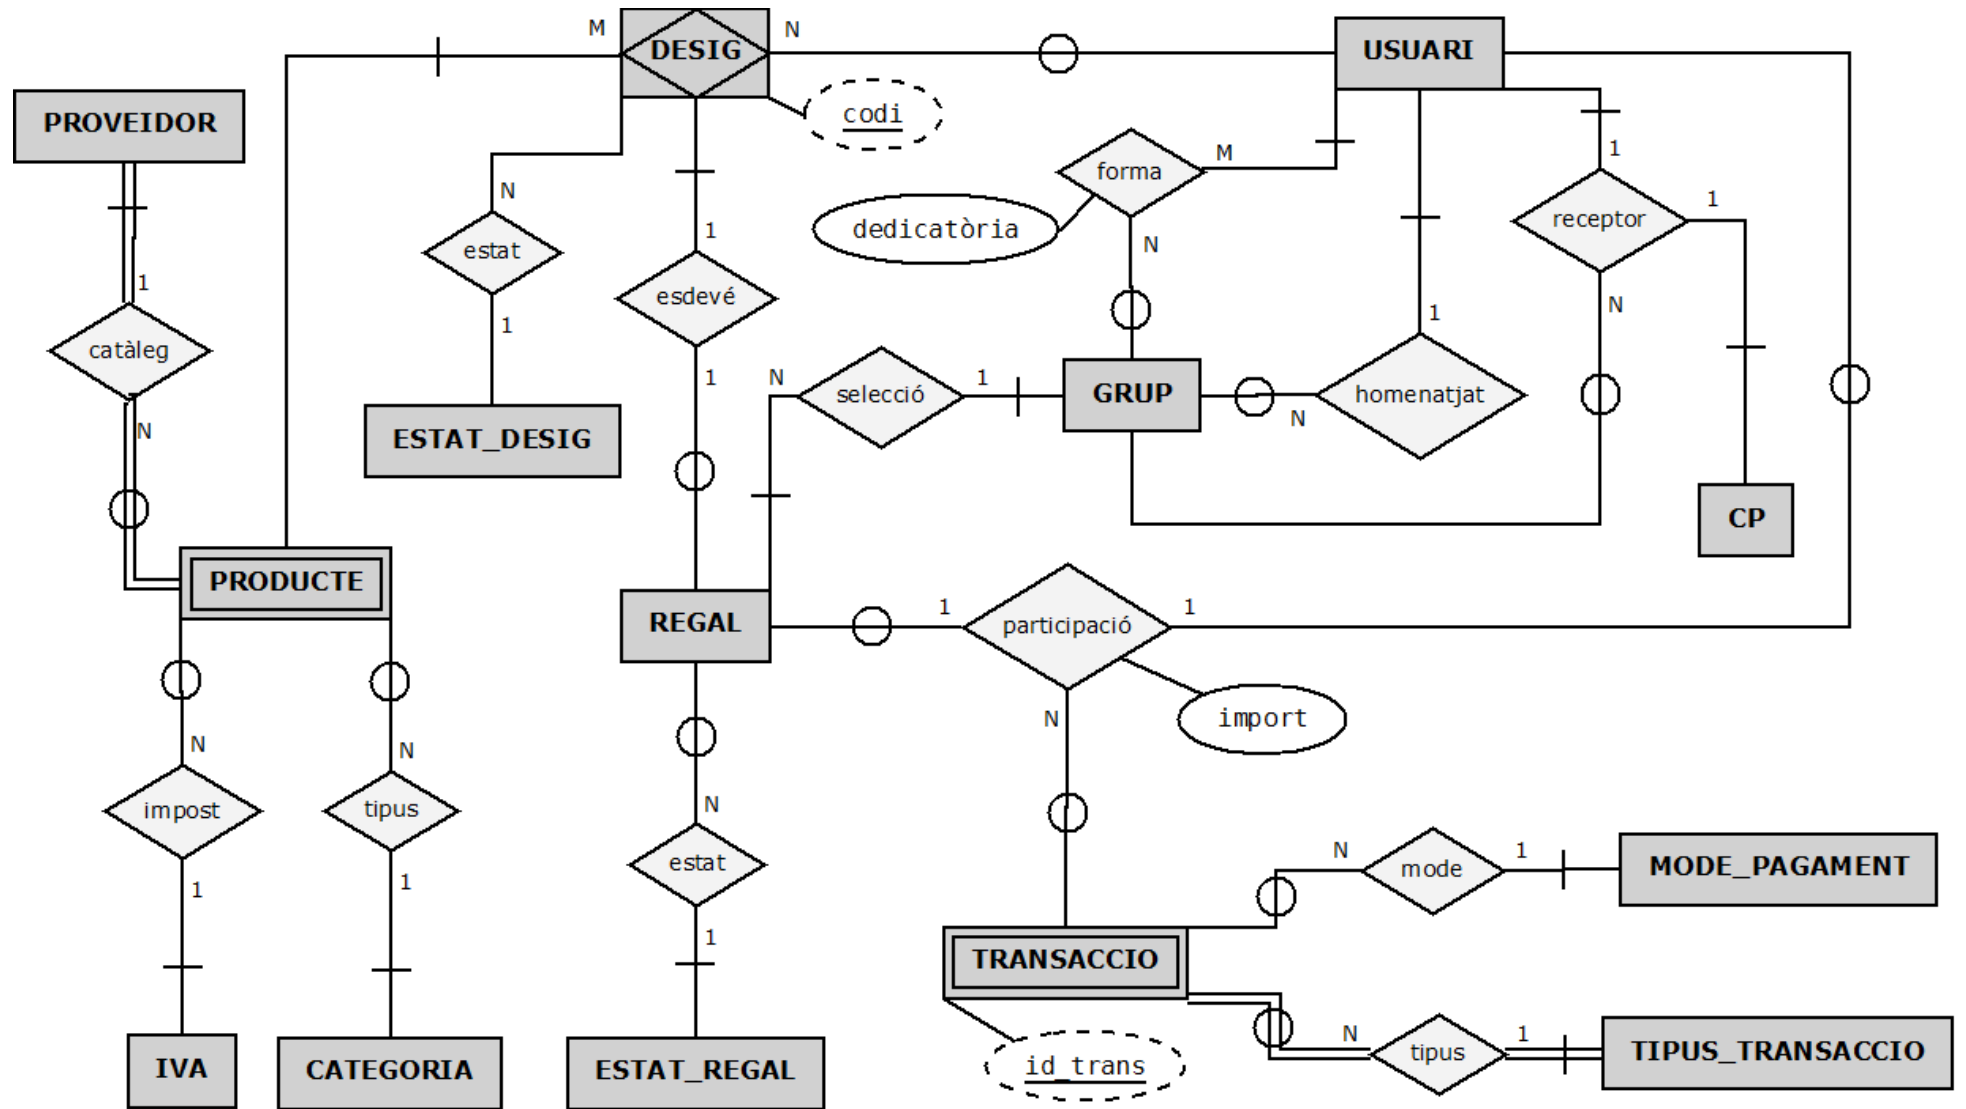 M
DESIG
N
USUARI
PROVEIDOR
codi
forma
M
1
dedicatòria
N
receptor
1
N
estat
1
esdevé
1
N
1
catàleg
1
1
homenatjat
N
1
N
selecció
1
GRUP
N
N
ESTAT_DESIG
CP
PRODUCTE
REGAL
1
participació
1
N
import
N
N
impost
tipus
N
estat
1
1
1
N
mode
1
MODE_PAGAMENT
TRANSACCIO
N
tipus
1
TIPUS_TRANSACCIO
id_trans
IVA
CATEGORIA
ESTAT_REGAL